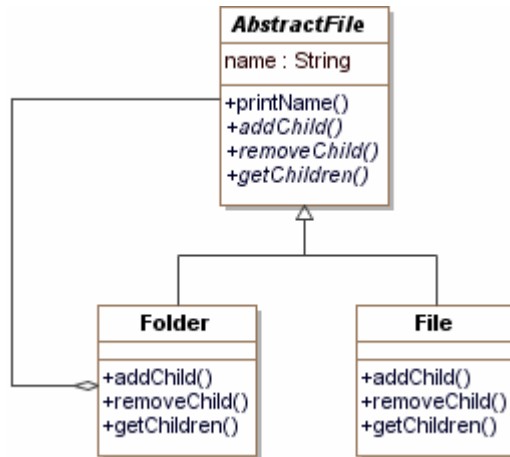 AbstractFile
name : String
+printName()
+addChild()
+removeChild()
+getChildren()
Folder
+addChild()
+removeChild()
+getChildren()
File
+addChild()
+removeChild()
+getChildren()